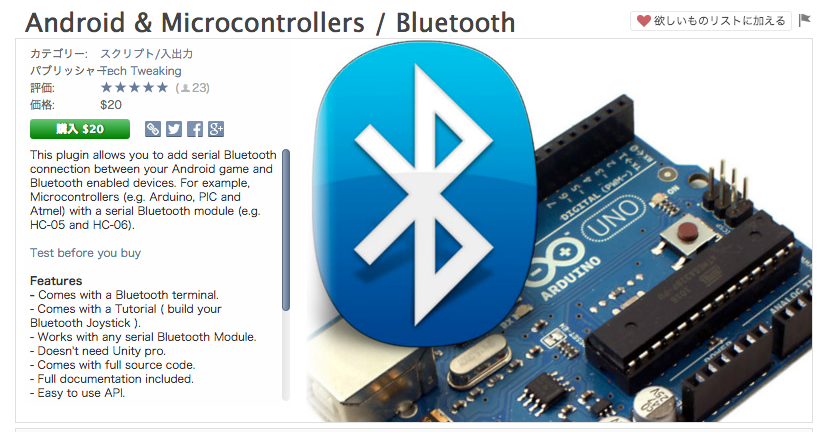 Android & Microcontrollers / Bluetooth
欲しいものリストに加える
カテゴリー: スクリプト/入出力
パブリッシャー Tech Tweaking
評価: ★★★★★ (23)
価格: $20
購入 $20
This plugin allows you to add serial Bluetooth
connection between your Android game and
Bluetooth enabled devices. For example,
Microcontrollers (e.g. Arduino, PIC and
Atmel) with a serial Bluetooth module (e.g.
HC-05 and HC-06).
Test before you buy
Features
- Comes with a Bluetooth terminal.
- Comes with a Tutorial ( build your
Bluetooth Joystick ).
- Works with any serial Bluetooth Module.
- Doesn't need Unity pro.
- Comes with full source code.
- Full documentation included.
- Easy to use API.
DIGITAL (PWM~)
UNO
ARDUINO
ON